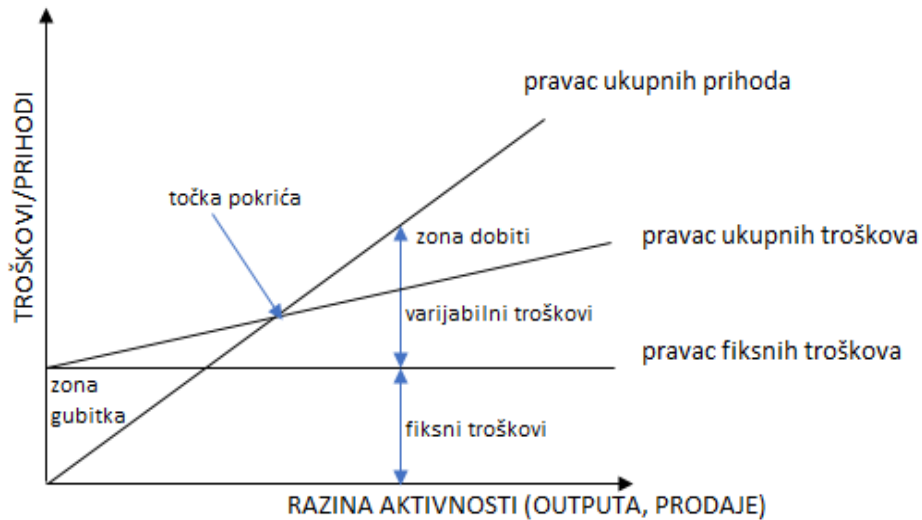 TROŠKOVI/PRIHODI
pravac ukupnih prihoda
točka pokrića
zona dobiti
pravac ukupnih troškova
varijabilni troškovi
pravac fiksnih troškova
zona
gubitka
fiksni troškovi
RAZINA AKTIVNOSTI (OUTPUTA, PRODAJE)